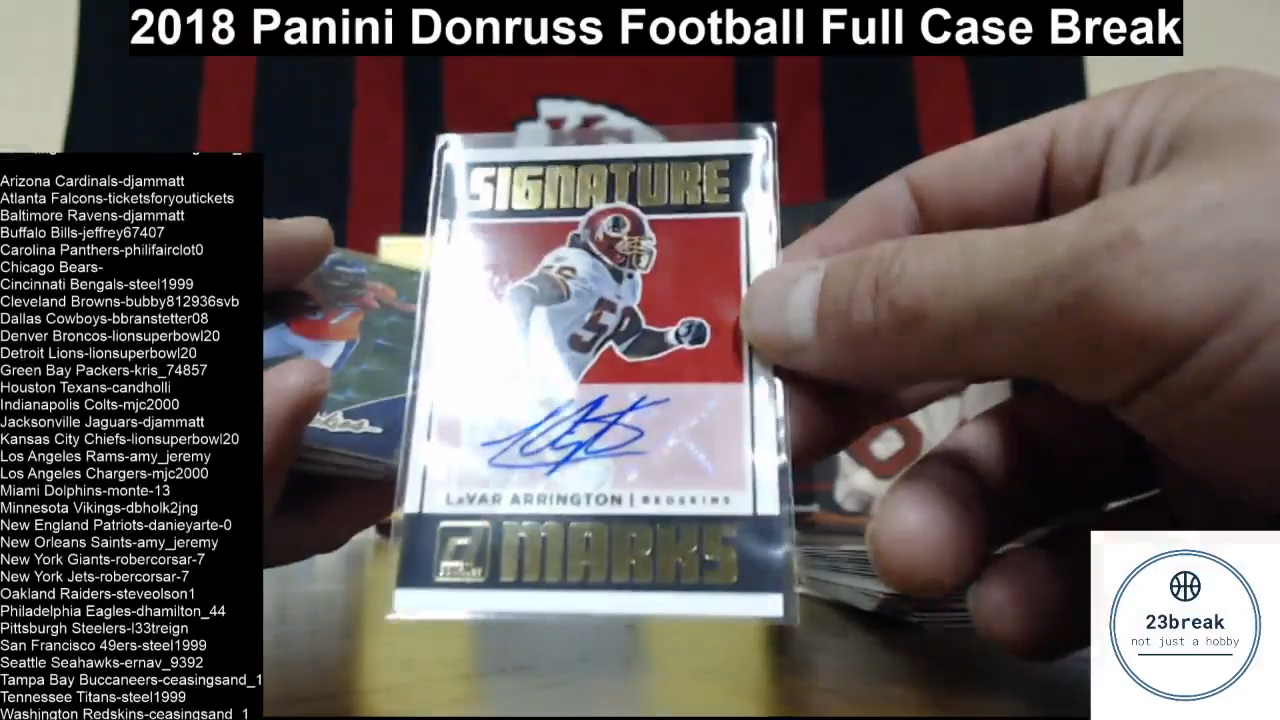 2018 Panini Donruss Football Full Case Break
Arizona Cardinals-djammatt
Atlanta Falcons-ticketsforyoutickets
Baltimore Ravens-djammatt
Buffalo Bills-jeffrey67407
Carolina Panthers-philifairclot0
Chicago Bears-
Cincinnati Bengals-steel1999
Cleveland Browns-bubby812936svb
Dallas Cowboys-bbranstetter08
Denver Broncos-lionsuperbowl20
Detroit Lions-lionsuperbowl20
Green Bay Packers-kris_74857
Houston Texans-candholli
Indianapolis Colts-mjc2000
Jacksonville Jaguars-djammatt
Kansas City Chiefs-lionsuperbowl20
Los Angeles Rams-amy_jeremy
Los Angeles Chargers-mjc2000
Miami Dolphins-monte-13
Minnesota Vikings-dbholk2jng
New England Patriots-danieyarte-0
New Orleans Saints-amy_jeremy
New York Giants-robercorsar-7
New York Jets-robercorsar-7
Oakland Raiders-steveolson1
Philadelphia Eagles-dhamilton_44
Pittsburgh Steelers-l33treign
San Francisco 49ers-steel1999
Seattle Seahawks-ernav_9392
Tampa Bay Buccaneers-ceasingsand_1
Tennessee Titans-steel1999
Washington Redskins-ceasingsand_1
SIGNATURE
LaVAR ARRINGTON | REDSKINS
MARKS
23break
not just a hobby